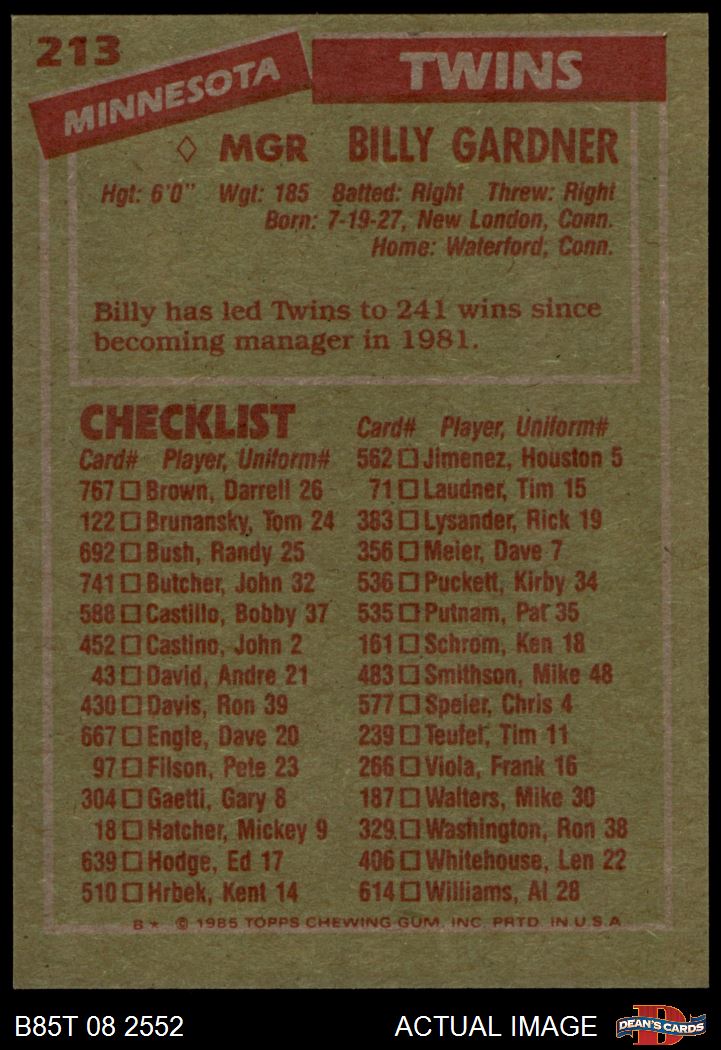 213
MINNESOTA
TWINS
MGR BILLY GARDNER
Hgt: 6'0" Wgt: 185 Batted: Right Threw: Right
Born: 7-19-27, New London, Conn.
Home: Waterford, Conn.
Billy has led Twins to 241 wins since
becoming manager in 1981.
CHECKLIST
Card# Player, Uniform#
767 □ Brown, Darrell 26
122 □ Brunansky, Tom 24
692 □ Bush, Randy 25
741 □ Butcher, John 32
588 □ Castillo, Bobby 37
452 □ Castino, John 2
43 □ David, Andre 21
430 □ Davis, Ron 39
667 □ Engle, Dave 20
97 □ Filson, Pete 23
304 □ Gaetti, Gary 8
18 □ Hatcher, Mickey 9
639 □ Hodge, Ed 17
510 □ Hrbek, Kent 14
Card# Player, Uniform#
562 □ Jimenez, Houston 5
71 □ Laudner, Tim 15
383 □ Lysander, Rick 19
356 □ Meier, Dave 7
536 □ Puckett, Kirby 34
535 □ Putnam, Pat 35
161 □ Schrom, Ken 18
483 □ Smithson, Mike 48
577 □ Speier, Chris 4
239 □ Teufel, Tim 11
266 □ Viola, Frank 16
187 □ Walters, Mike 30
329 □ Washington, Ron 38
406 □ Whitehouse, Len 22
614 □ Williams, Al 28
B* © 1985 TOPPS CHEWING GUM, INC. PRTD. IN U.S.A.
B85T 08 2552
ACTUAL IMAGE
DEAN'S CARDS